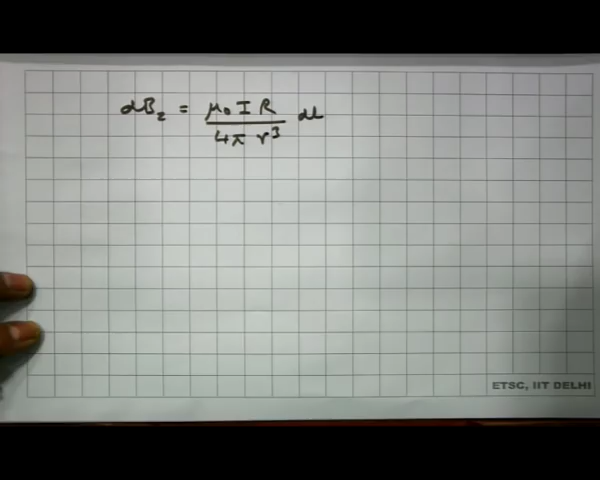 dB_z = μ₀ I R / 4π r³ dl
ETSC, IIT DELHI